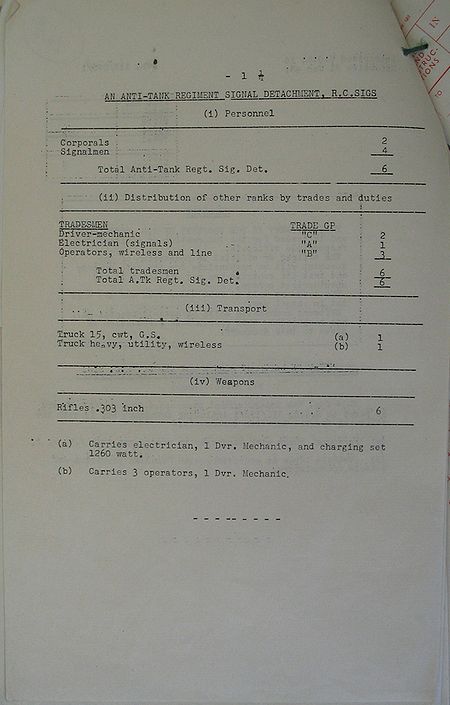 - 1 -
AN ANTI-TANK REGIMENT SIGNAL DETACHMENT, R.C.SIGS
(i) Personnel
Corporals 2
Signalmen 4
Total Anti-Tank Regt. Sig. Det. 6
(ii) Distribution of other ranks by trades and duties
TRADESMEN TRADE GP
Driver-mechanic "C" 2
Electrician (signals) "A" 1
Operators, wireless and line "B" 3
Total tradesmen 6
Total A.Tk Regt. Sig. Det. 6
(iii) Transport
Truck 15, cwt, G.S. (a) 1
Truck heavy, utility, wireless (b) 1
(iv) Weapons
Rifles .303 inch 6
(a) Carries electrician, 1 Dvr. Mechanic, and charging set
1260 watt.
(b) Carries 3 operators, 1 Dvr. Mechanic.
- - - - - - - - -
IN
TO